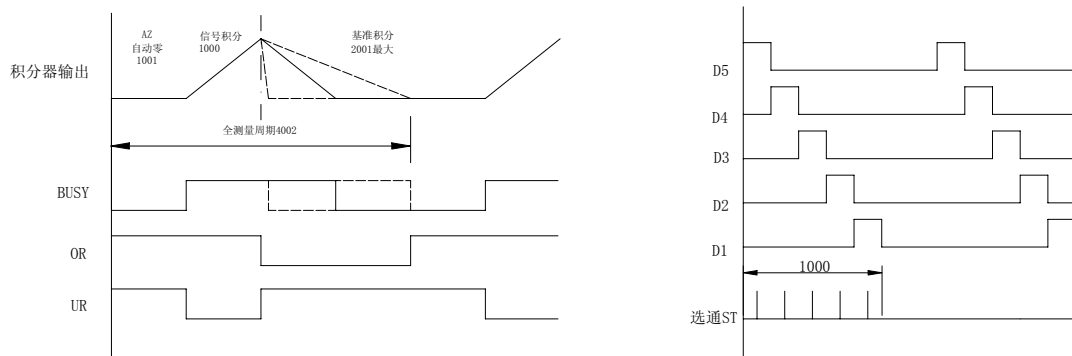 AZ
自动零
1001
信号积分
1000
基准积分
2001最大
积分器输出
全测量周期4002
BUSY
OR
UR
D5
D4
D3
D2
D1
1000
选通ST